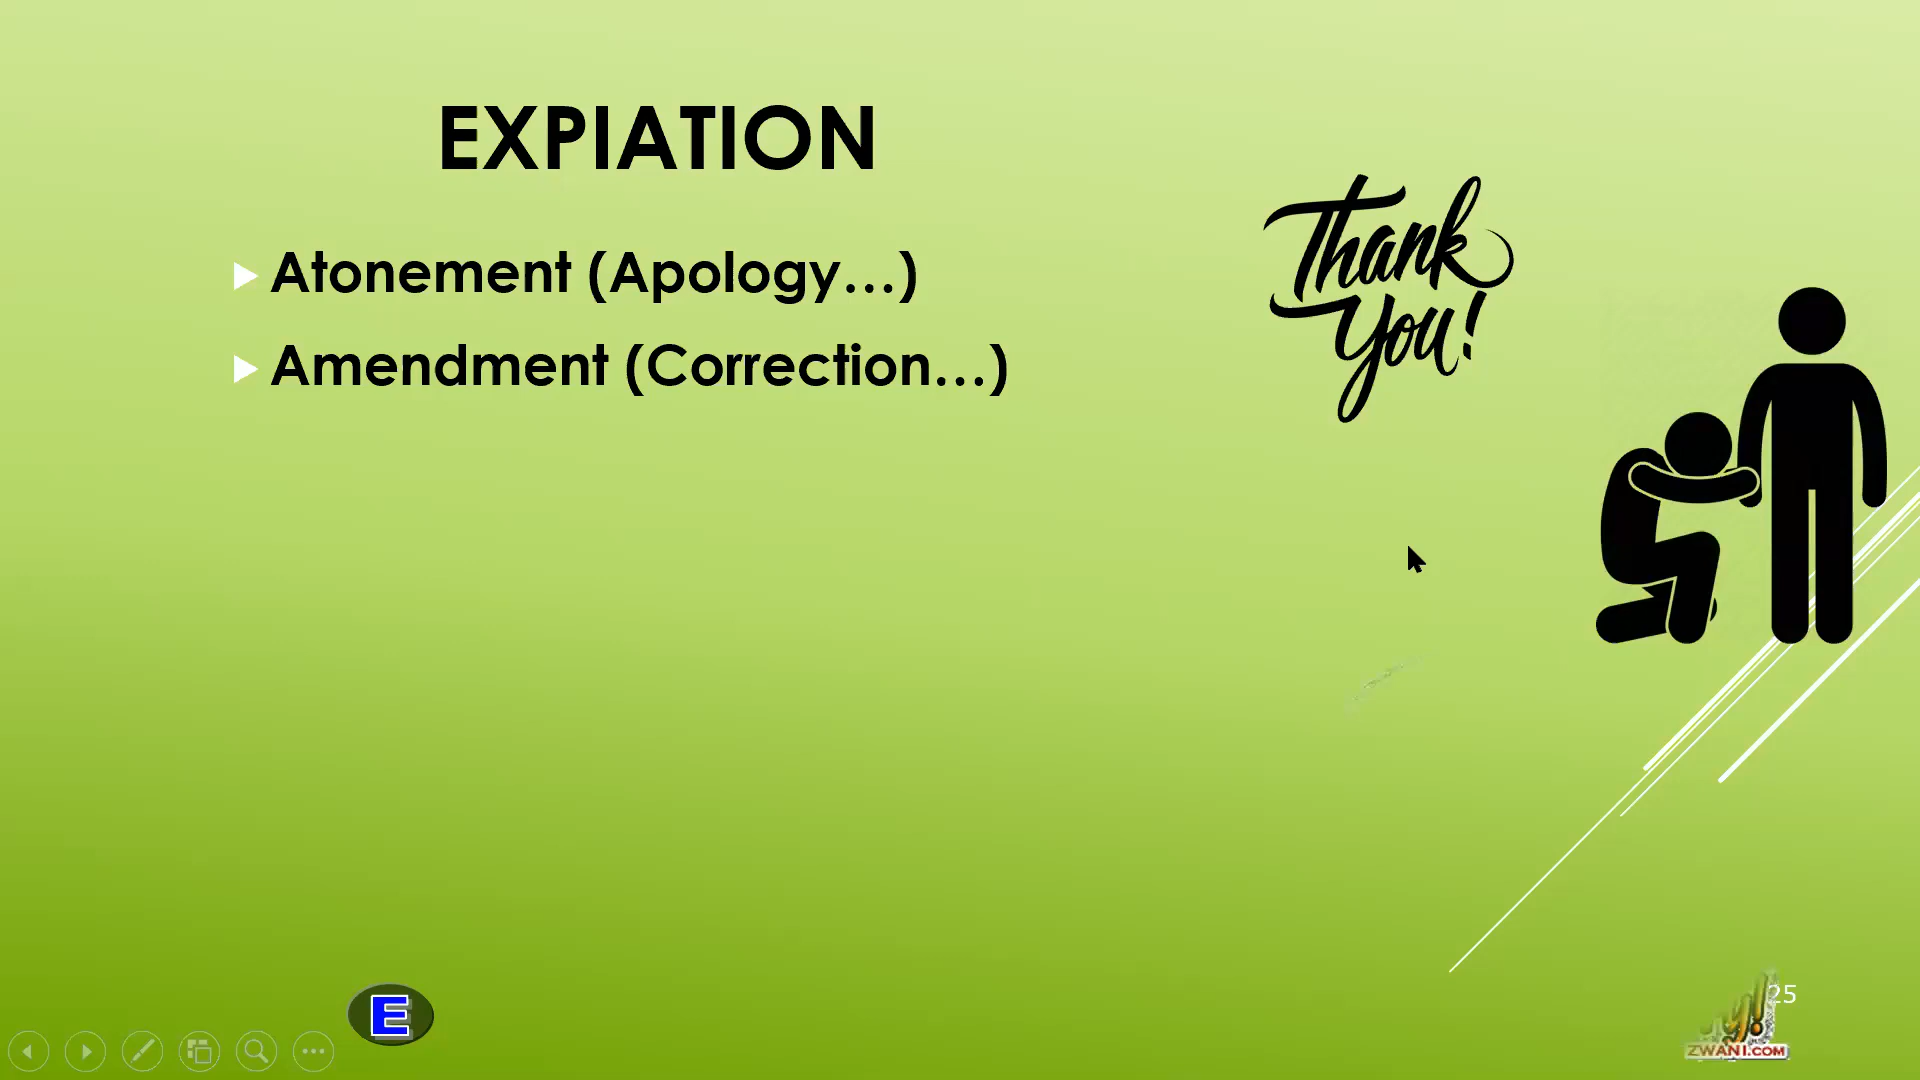 EXPIATION
Atonement (Apology…)
Amendment (Correction…)
Thank
You!
E
25
ZWANI.COM